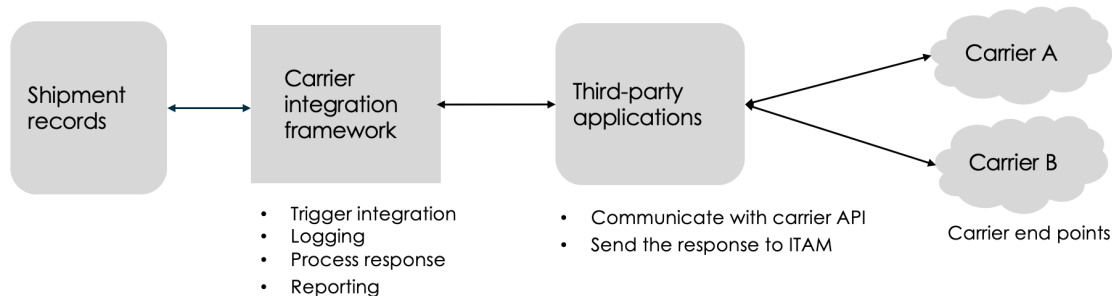 Shipment
records
Carrier
integration
framework
Third-party
applications
Carrier A
Carrier B
• Trigger integration
• Logging
• Process response
• Reporting
• Communicate with carrier API
• Send the response to ITAM
Carrier end points